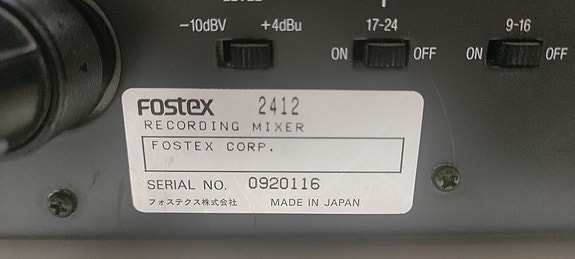 −10dBV +4dBu
17-24
ON OFF
9-16
ON OFF
4
Fostex 2412
RECORDING MIXER
FOSTEX CORP.
SERIAL NO. 0920116
フォステクス株式会社 MADE IN JAPAN